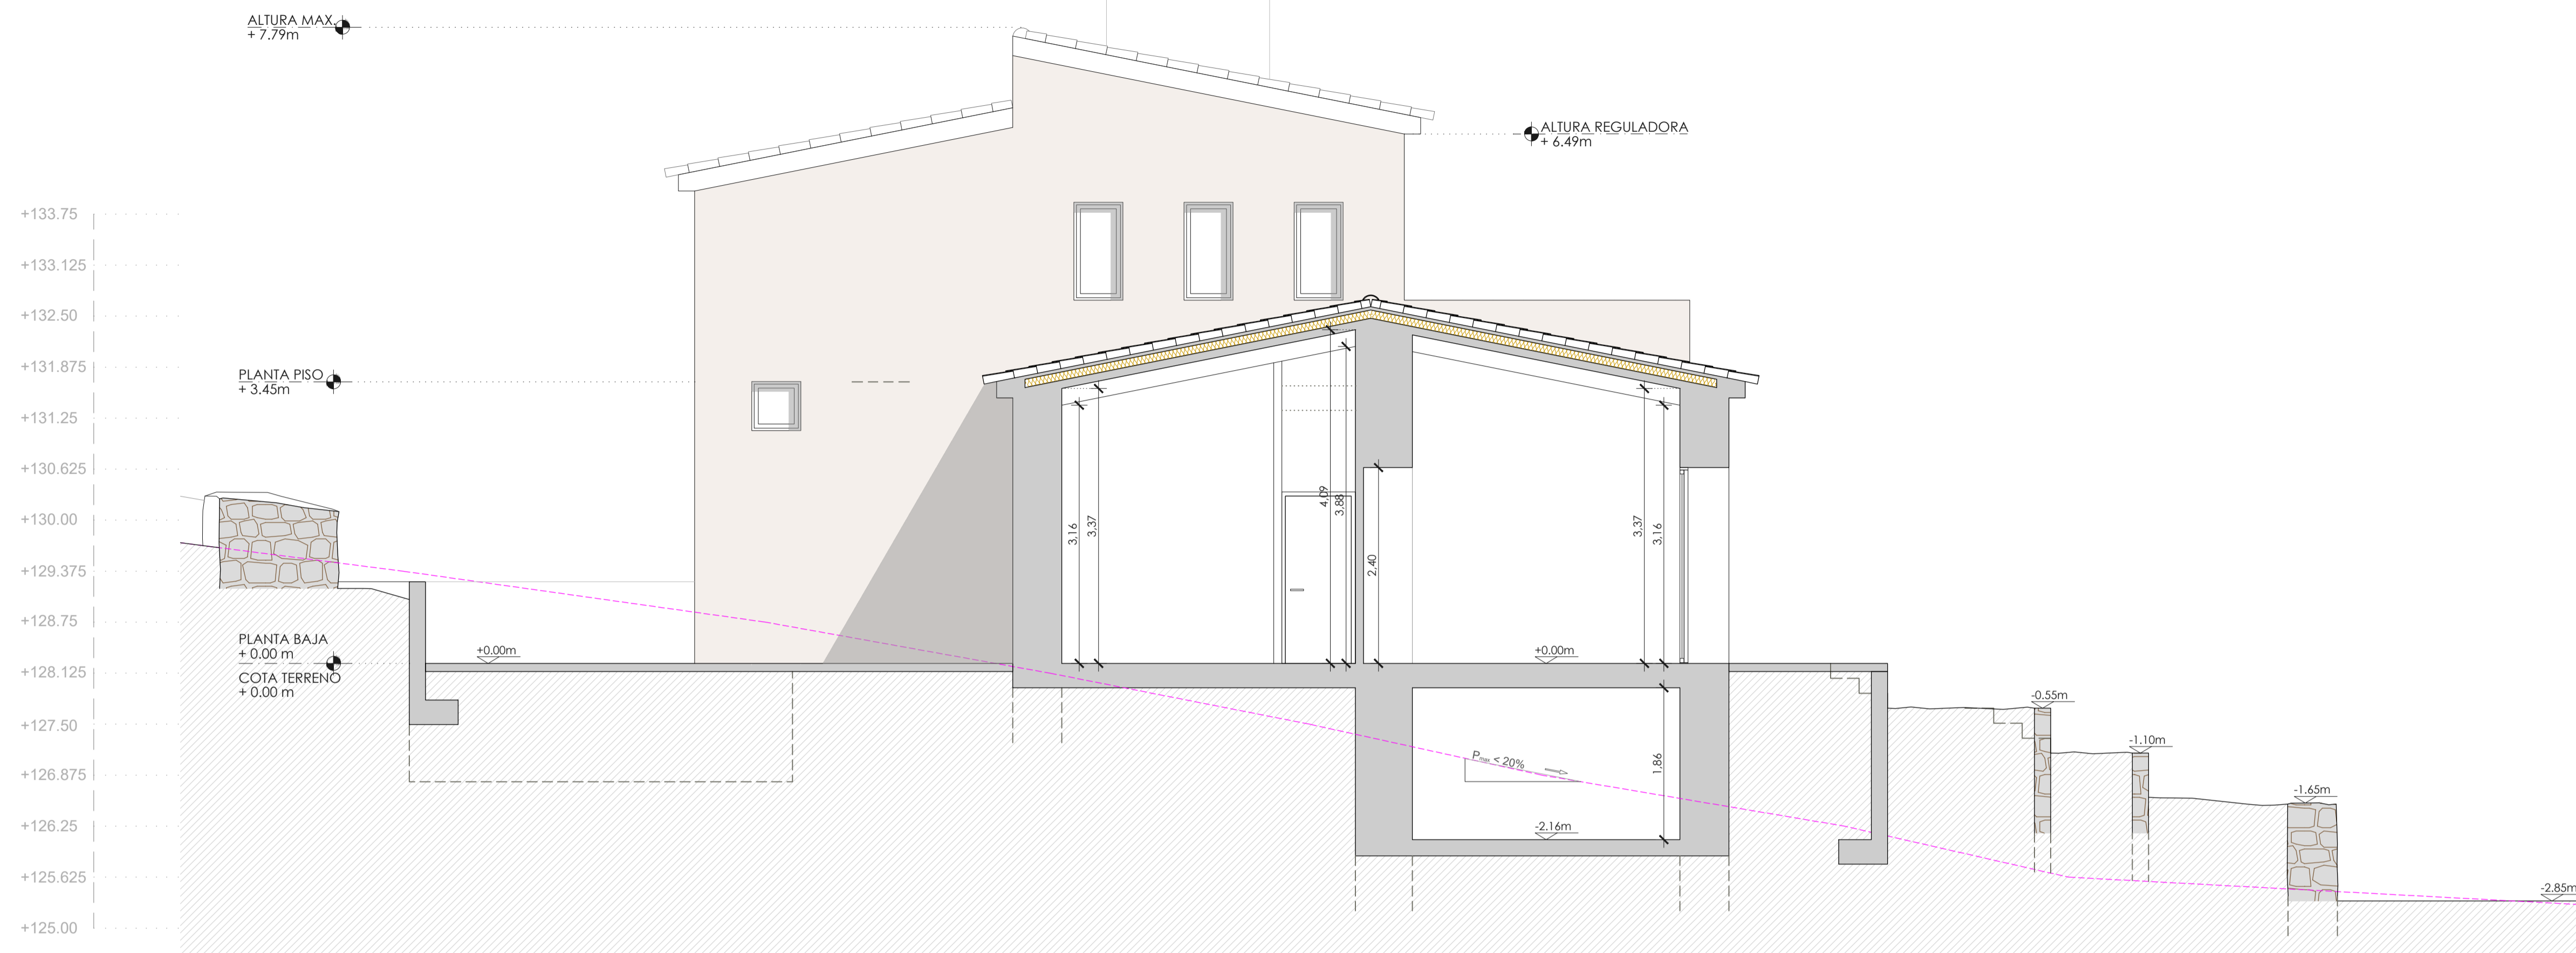 ALTURA MAX.
+ 7.79m
ALTURA REGULADORA
+ 6.49m
+133.75
+133.125
+132.50
+131.875
PLANTA PISO
+ 3.45m
+131.25
+130.625
+130.00
+129.375
+128.75
3,16
3,37
4,09
3,88
2,40
3,37
3,16
PLANTA BAJA
+ 0.00 m
COTA TERRENO
+ 0.00 m
+0.00m
+0.00m
+128.125
+127.50
+126.875
+126.25
+125.625
+125.00
Pmax < 20%
1,86
-2.16m
-0.55m
-1.10m
-1.65m
-2.85m